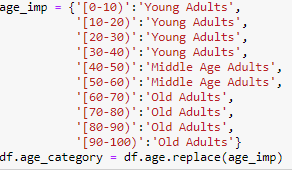 age_imp = {'[0-10)':'Young Adults',
'[10-20)':'Young Adults',
'[20-30)':'Young Adults',
'[30-40)':'Young Adults',
'[40-50)':'Middle Age Adults',
'[50-60)':'Middle Age Adults',
'[60-70)':'Old Adults',
'[70-80)':'Old Adults',
'[80-90)':'Old Adults',
'[90-100)':'Old Adults'}
df.age_category = df.age.replace(age_imp)